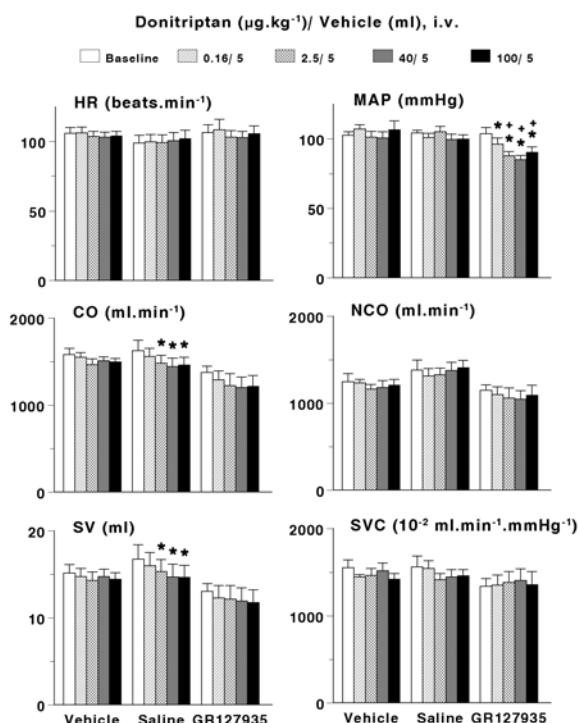 Donitriptan (µg.kg⁻¹)/ Vehicle (ml), i.v.
Baseline 0.16/ 5 2.5/ 5 40/ 5 100/ 5
HR (beats.min⁻¹)
100
50
0
MAP (mmHg)
* + * + * + *
100
50
0
CO (ml.min⁻¹)
2000
* * *
1000
0
NCO (ml.min⁻¹)
2000
1000
0
SV (ml)
20
* * *
10
0
Vehicle Saline GR127935
SVC (10⁻² ml.min⁻¹.mmHg⁻¹)
2000
1000
0
Vehicle Saline GR127935